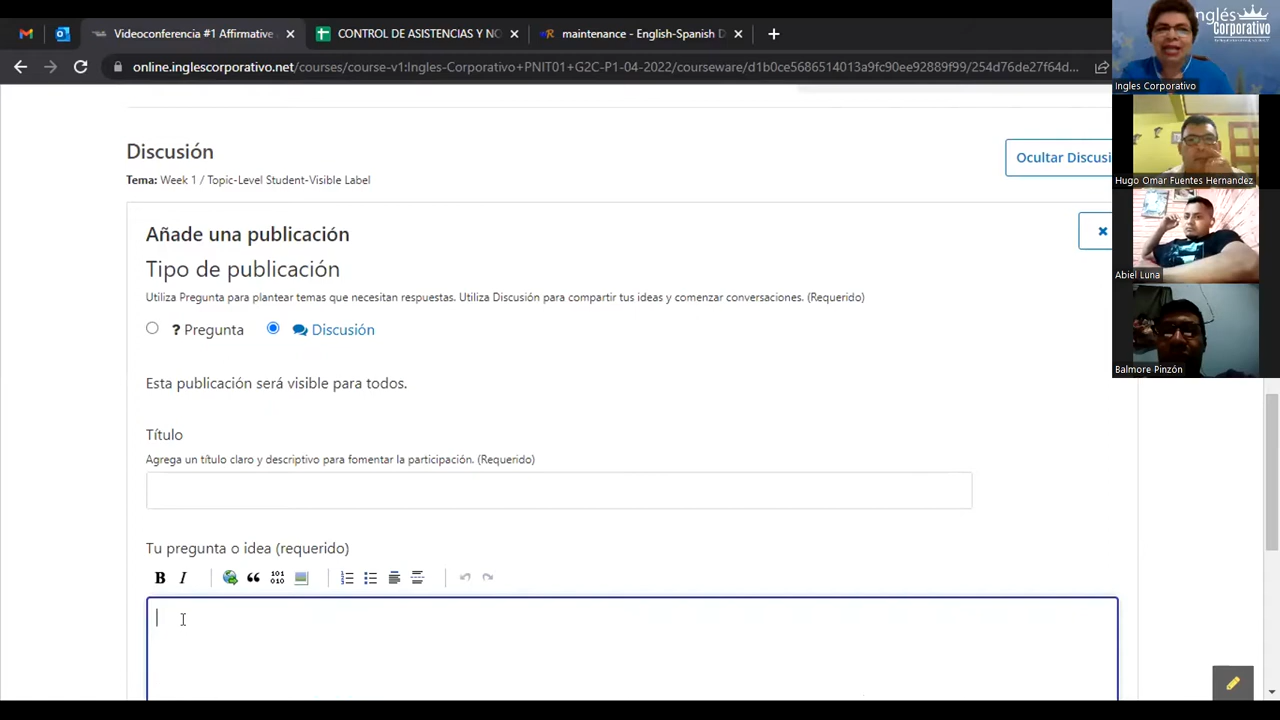 Videoconferencia #1 Affirmative
CONTROL DE ASISTENCIAS Y NO
maintenance - English-Spanish D
online.inglescorporativo.net/courses/course-v1:Ingles-Corporativo+PNIT01+G2C-P1-04-2022/courseware/d1b0ce5686514013a9fc90ee92889f99/254d76de27f64d...
Inglés
Corporativo
Ingles Corporativo
Hugo Omar Fuentes Hernandez
Abiel Luna
Balmore Pinzón
Discusión
Ocultar Discusi
Tema: Week 1 / Topic-Level Student-Visible Label
Añade una publicación
Tipo de publicación
Utiliza Pregunta para plantear temas que necesitan respuestas. Utiliza Discusión para compartir tus ideas y comenzar conversaciones. (Requerido)
? Pregunta
Discusión
Esta publicación será visible para todos.
Título
Agrega un título claro y descriptivo para fomentar la participación. (Requerido)
Tu pregunta o idea (requerido)
B I
101
010